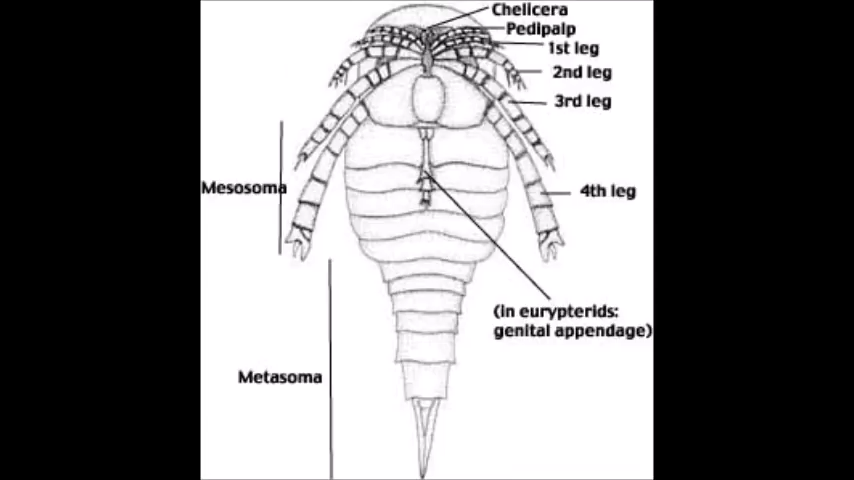 Chelicera
Pedipalp
1st leg
2nd leg
3rd leg
Mesosoma
4th leg
(in eurypterids:
genital appendage)
Metasoma